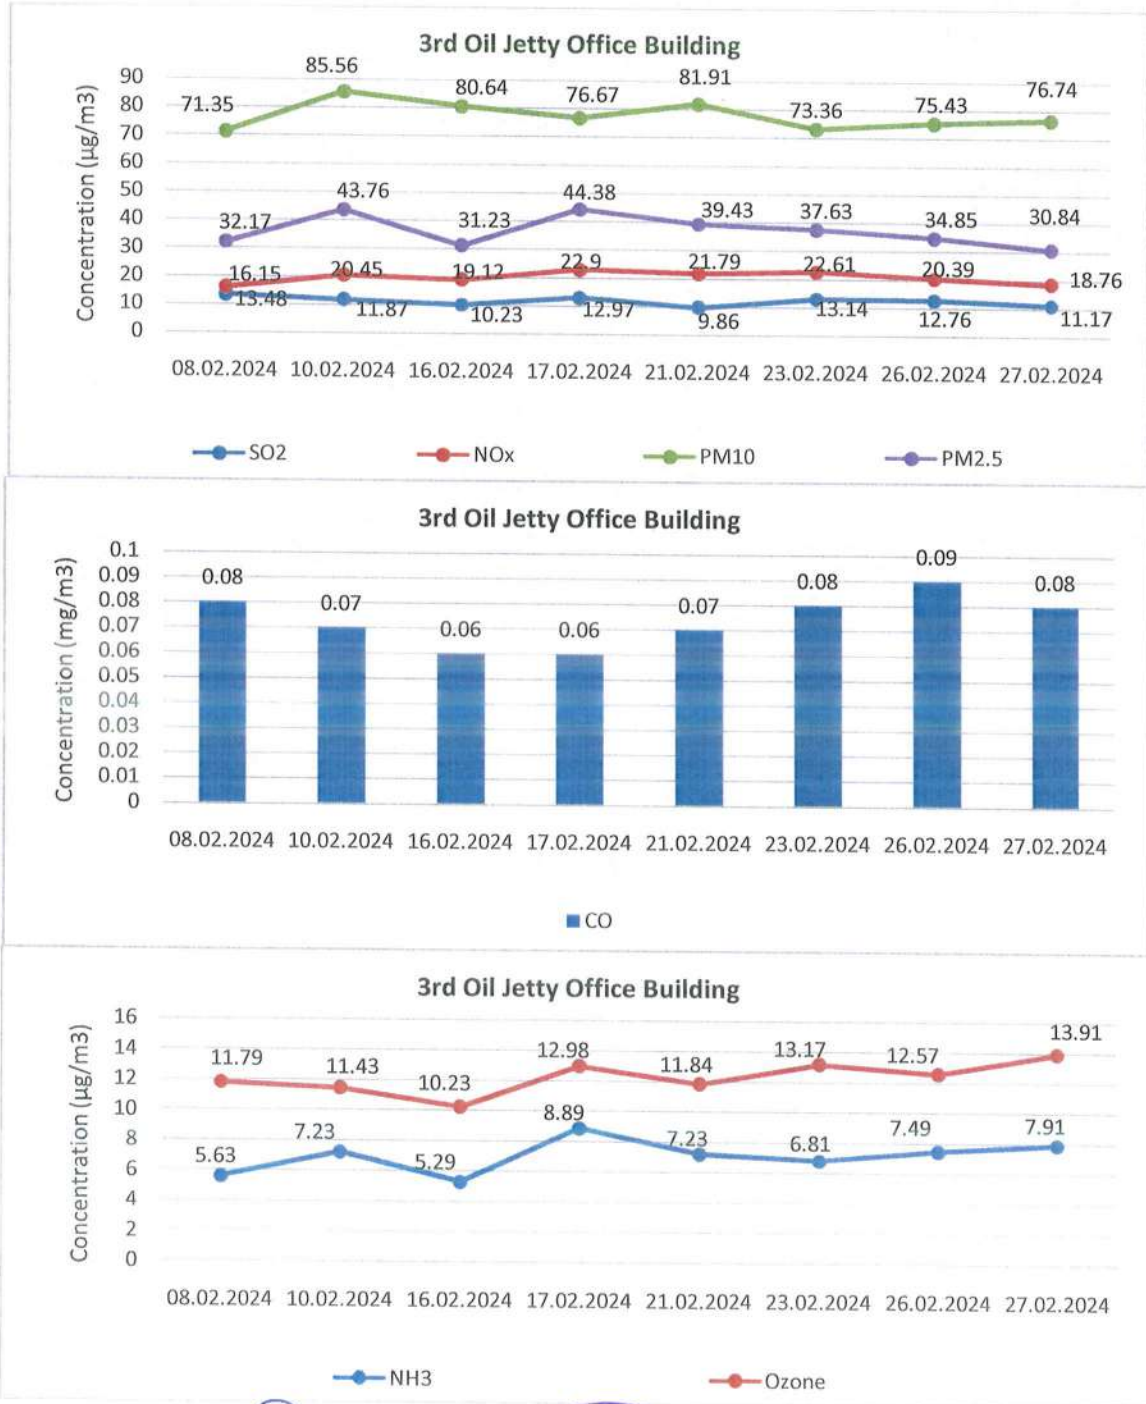 3rd Oil Jetty Office Building
Concentration (µg/m3)
90
80
70
60
50
40
30
20
10
0
71.35 85.56 80.64 76.67 81.91 73.36 75.43 76.74
32.17 43.76 31.23 44.38 39.43 37.63 34.85 30.84
16.15 20.45 19.12 22.9 21.79 22.61 20.39 18.76
13.48 11.87 10.23 12.97 9.86 13.14 12.76 11.17
08.02.2024 10.02.2024 16.02.2024 17.02.2024 21.02.2024 23.02.2024 26.02.2024 27.02.2024
SO2 NOx PM10 PM2.5
3rd Oil Jetty Office Building
Concentration (mg/m3)
0.1
0.09
0.08
0.07
0.06
0.05
0.04
0.03
0.02
0.01
0
0.08 0.07 0.06 0.06 0.07 0.08 0.09 0.08
08.02.2024 10.02.2024 16.02.2024 17.02.2024 21.02.2024 23.02.2024 26.02.2024 27.02.2024
CO
3rd Oil Jetty Office Building
Concentration (µg/m3)
16
14
12
10
8
6
4
2
0
11.79 11.43 10.23 12.98 11.84 13.17 12.57 13.91
5.63 7.23 5.29 8.89 7.23 6.81 7.49 7.91
08.02.2024 10.02.2024 16.02.2024 17.02.2024 21.02.2024 23.02.2024 26.02.2024 27.02.2024
NH3 Ozone